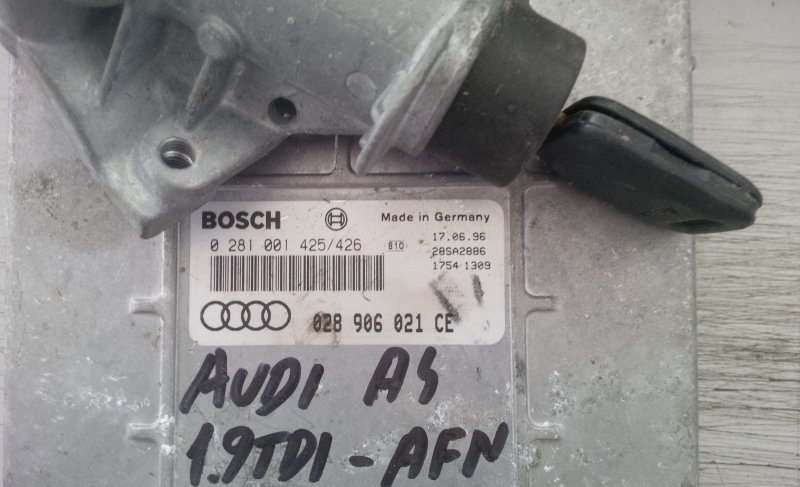 BOSCH Made in Germany
0 281 001 425/426 810 17.06.96
28SA2886
1754 1309
028 906 021 CE
AUDI A4
1.9TDI - AFN